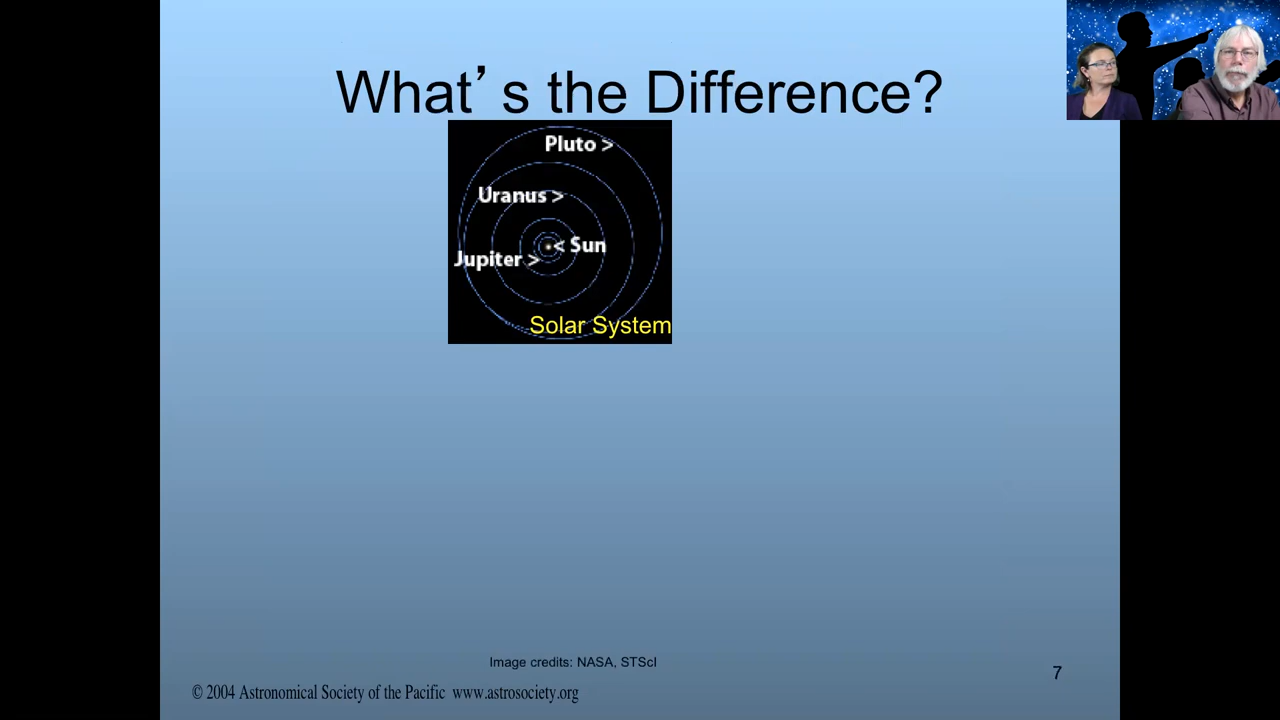 What’s the Difference?
Pluto >
Uranus >
< Sun
Jupiter >
Solar System
Image credits: NASA, STScI
7
© 2004 Astronomical Society of the Pacific www.astrosociety.org